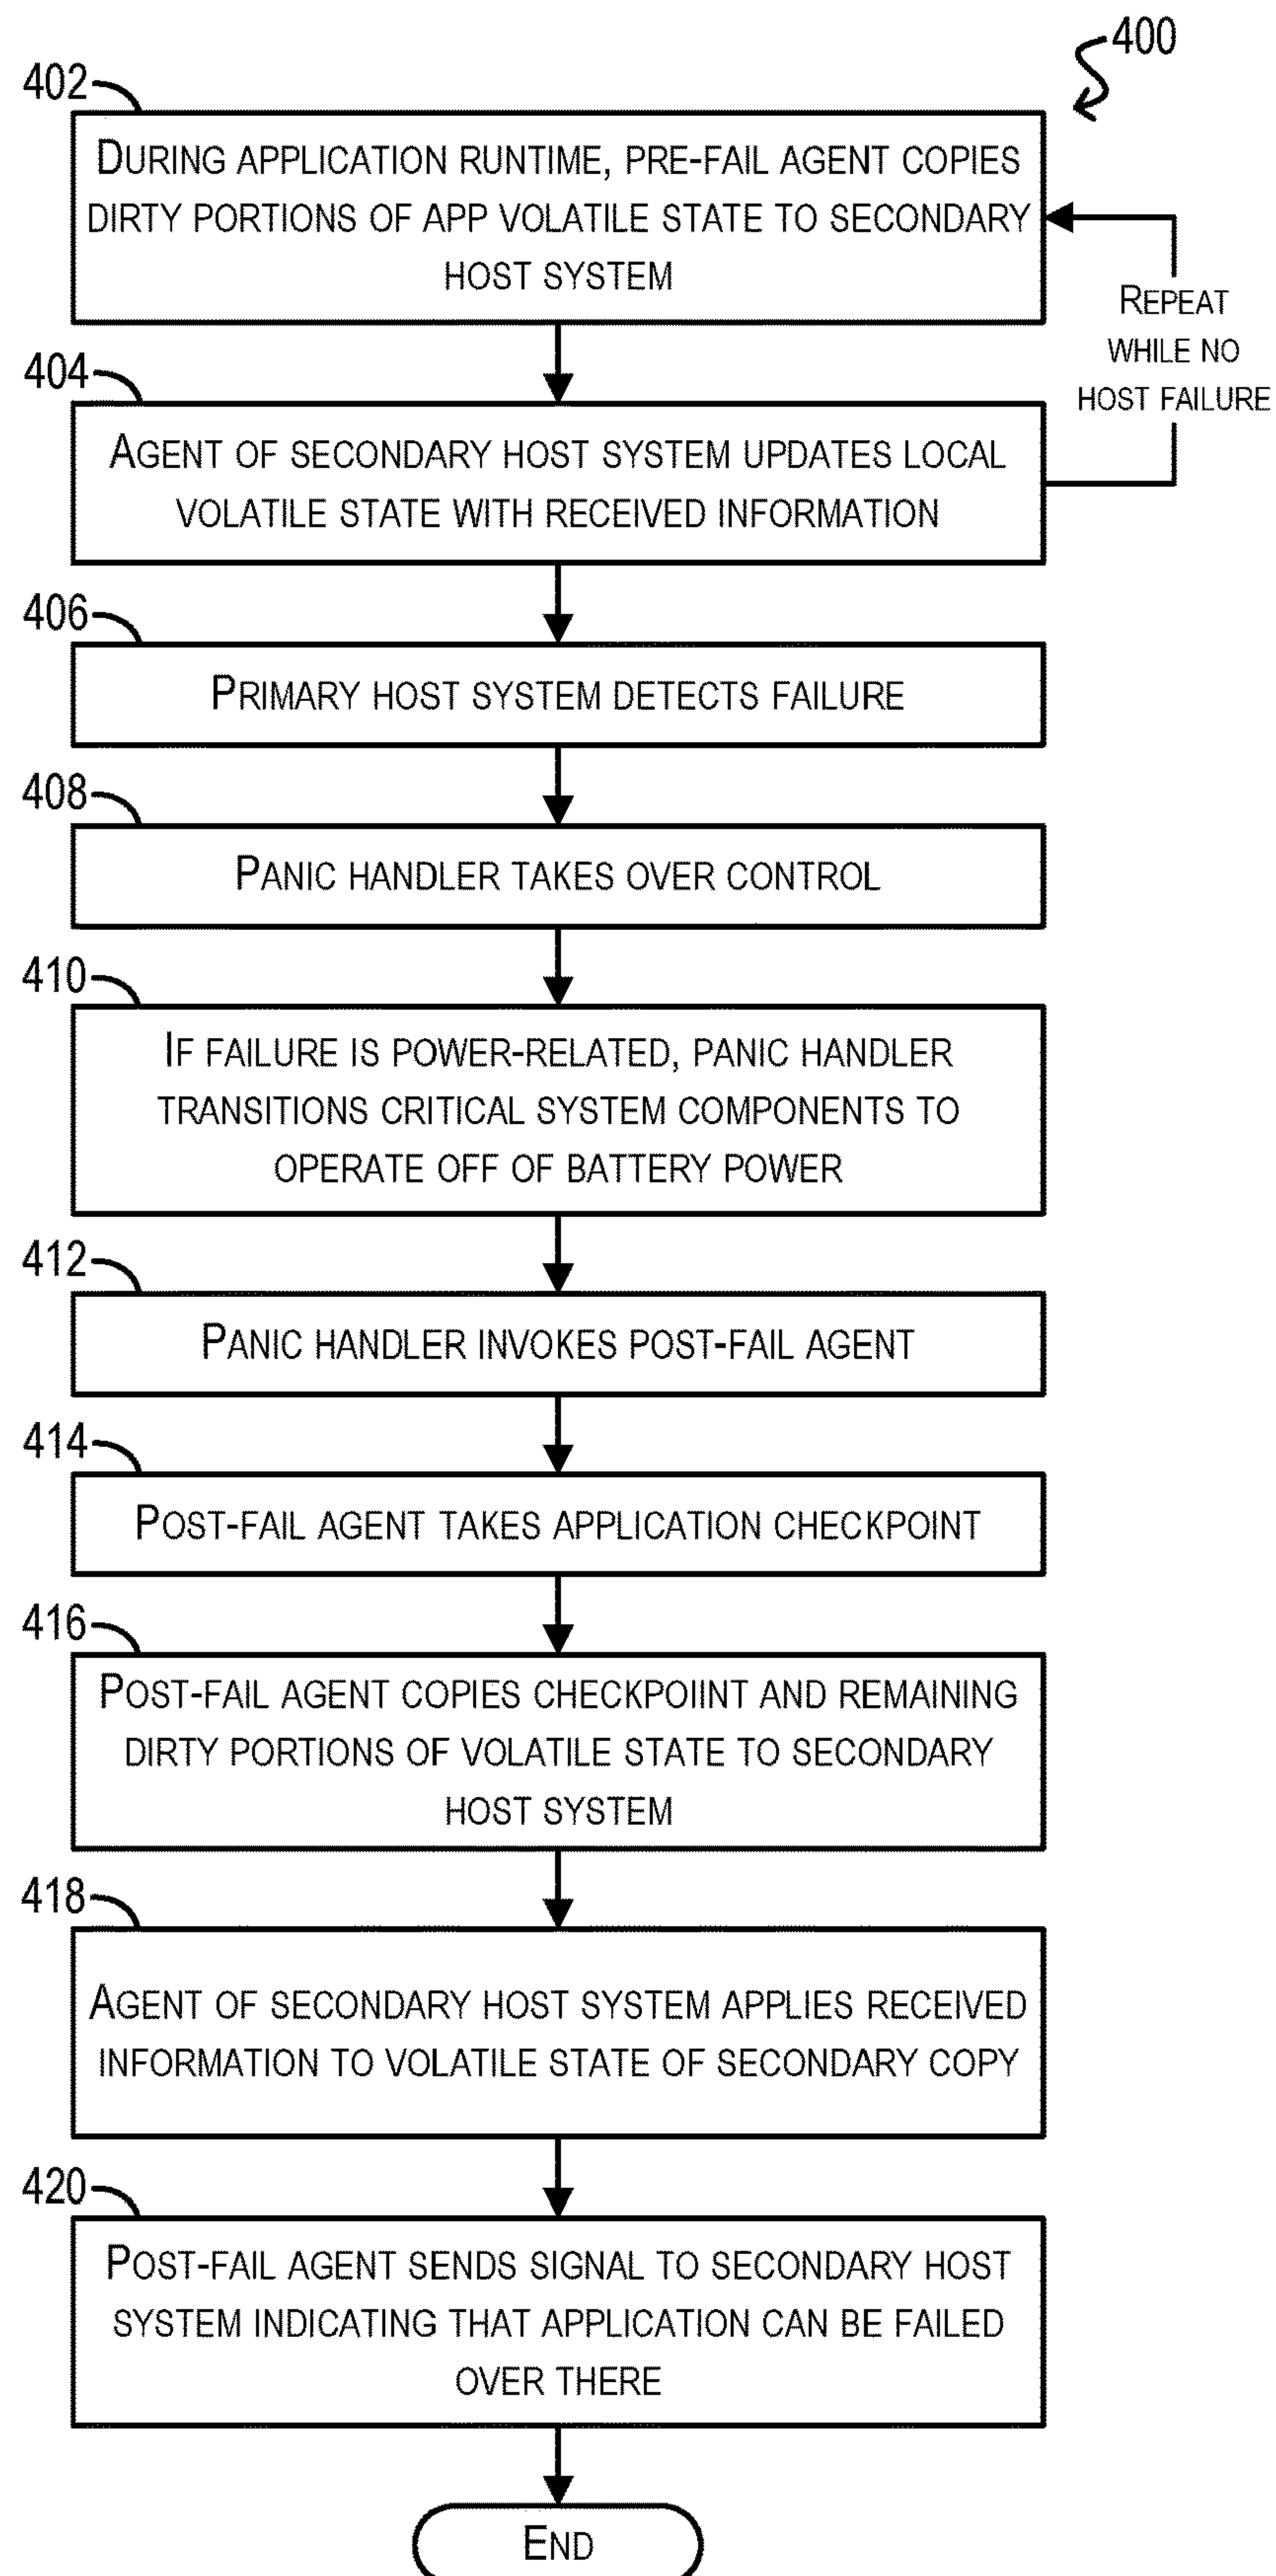 400
402
DURING APPLICATION RUNTIME, PRE-FAIL AGENT COPIES
DIRTY PORTIONS OF APP VOLATILE STATE TO SECONDARY
HOST SYSTEM
REPEAT
WHILE NO
HOST FAILURE
404
AGENT OF SECONDARY HOST SYSTEM UPDATES LOCAL
VOLATILE STATE WITH RECEIVED INFORMATION
406
PRIMARY HOST SYSTEM DETECTS FAILURE
408
PANIC HANDLER TAKES OVER CONTROL
410
IF FAILURE IS POWER-RELATED, PANIC HANDLER
TRANSITIONS CRITICAL SYSTEM COMPONENTS TO
OPERATE OFF OF BATTERY POWER
412
PANIC HANDLER INVOKES POST-FAIL AGENT
414
POST-FAIL AGENT TAKES APPLICATION CHECKPOINT
416
POST-FAIL AGENT COPIES CHECKPOIINT AND REMAINING
DIRTY PORTIONS OF VOLATILE STATE TO SECONDARY
HOST SYSTEM
418
AGENT OF SECONDARY HOST SYSTEM APPLIES RECEIVED
INFORMATION TO VOLATILE STATE OF SECONDARY COPY
420
POST-FAIL AGENT SENDS SIGNAL TO SECONDARY HOST
SYSTEM INDICATING THAT APPLICATION CAN BE FAILED
OVER THERE
END